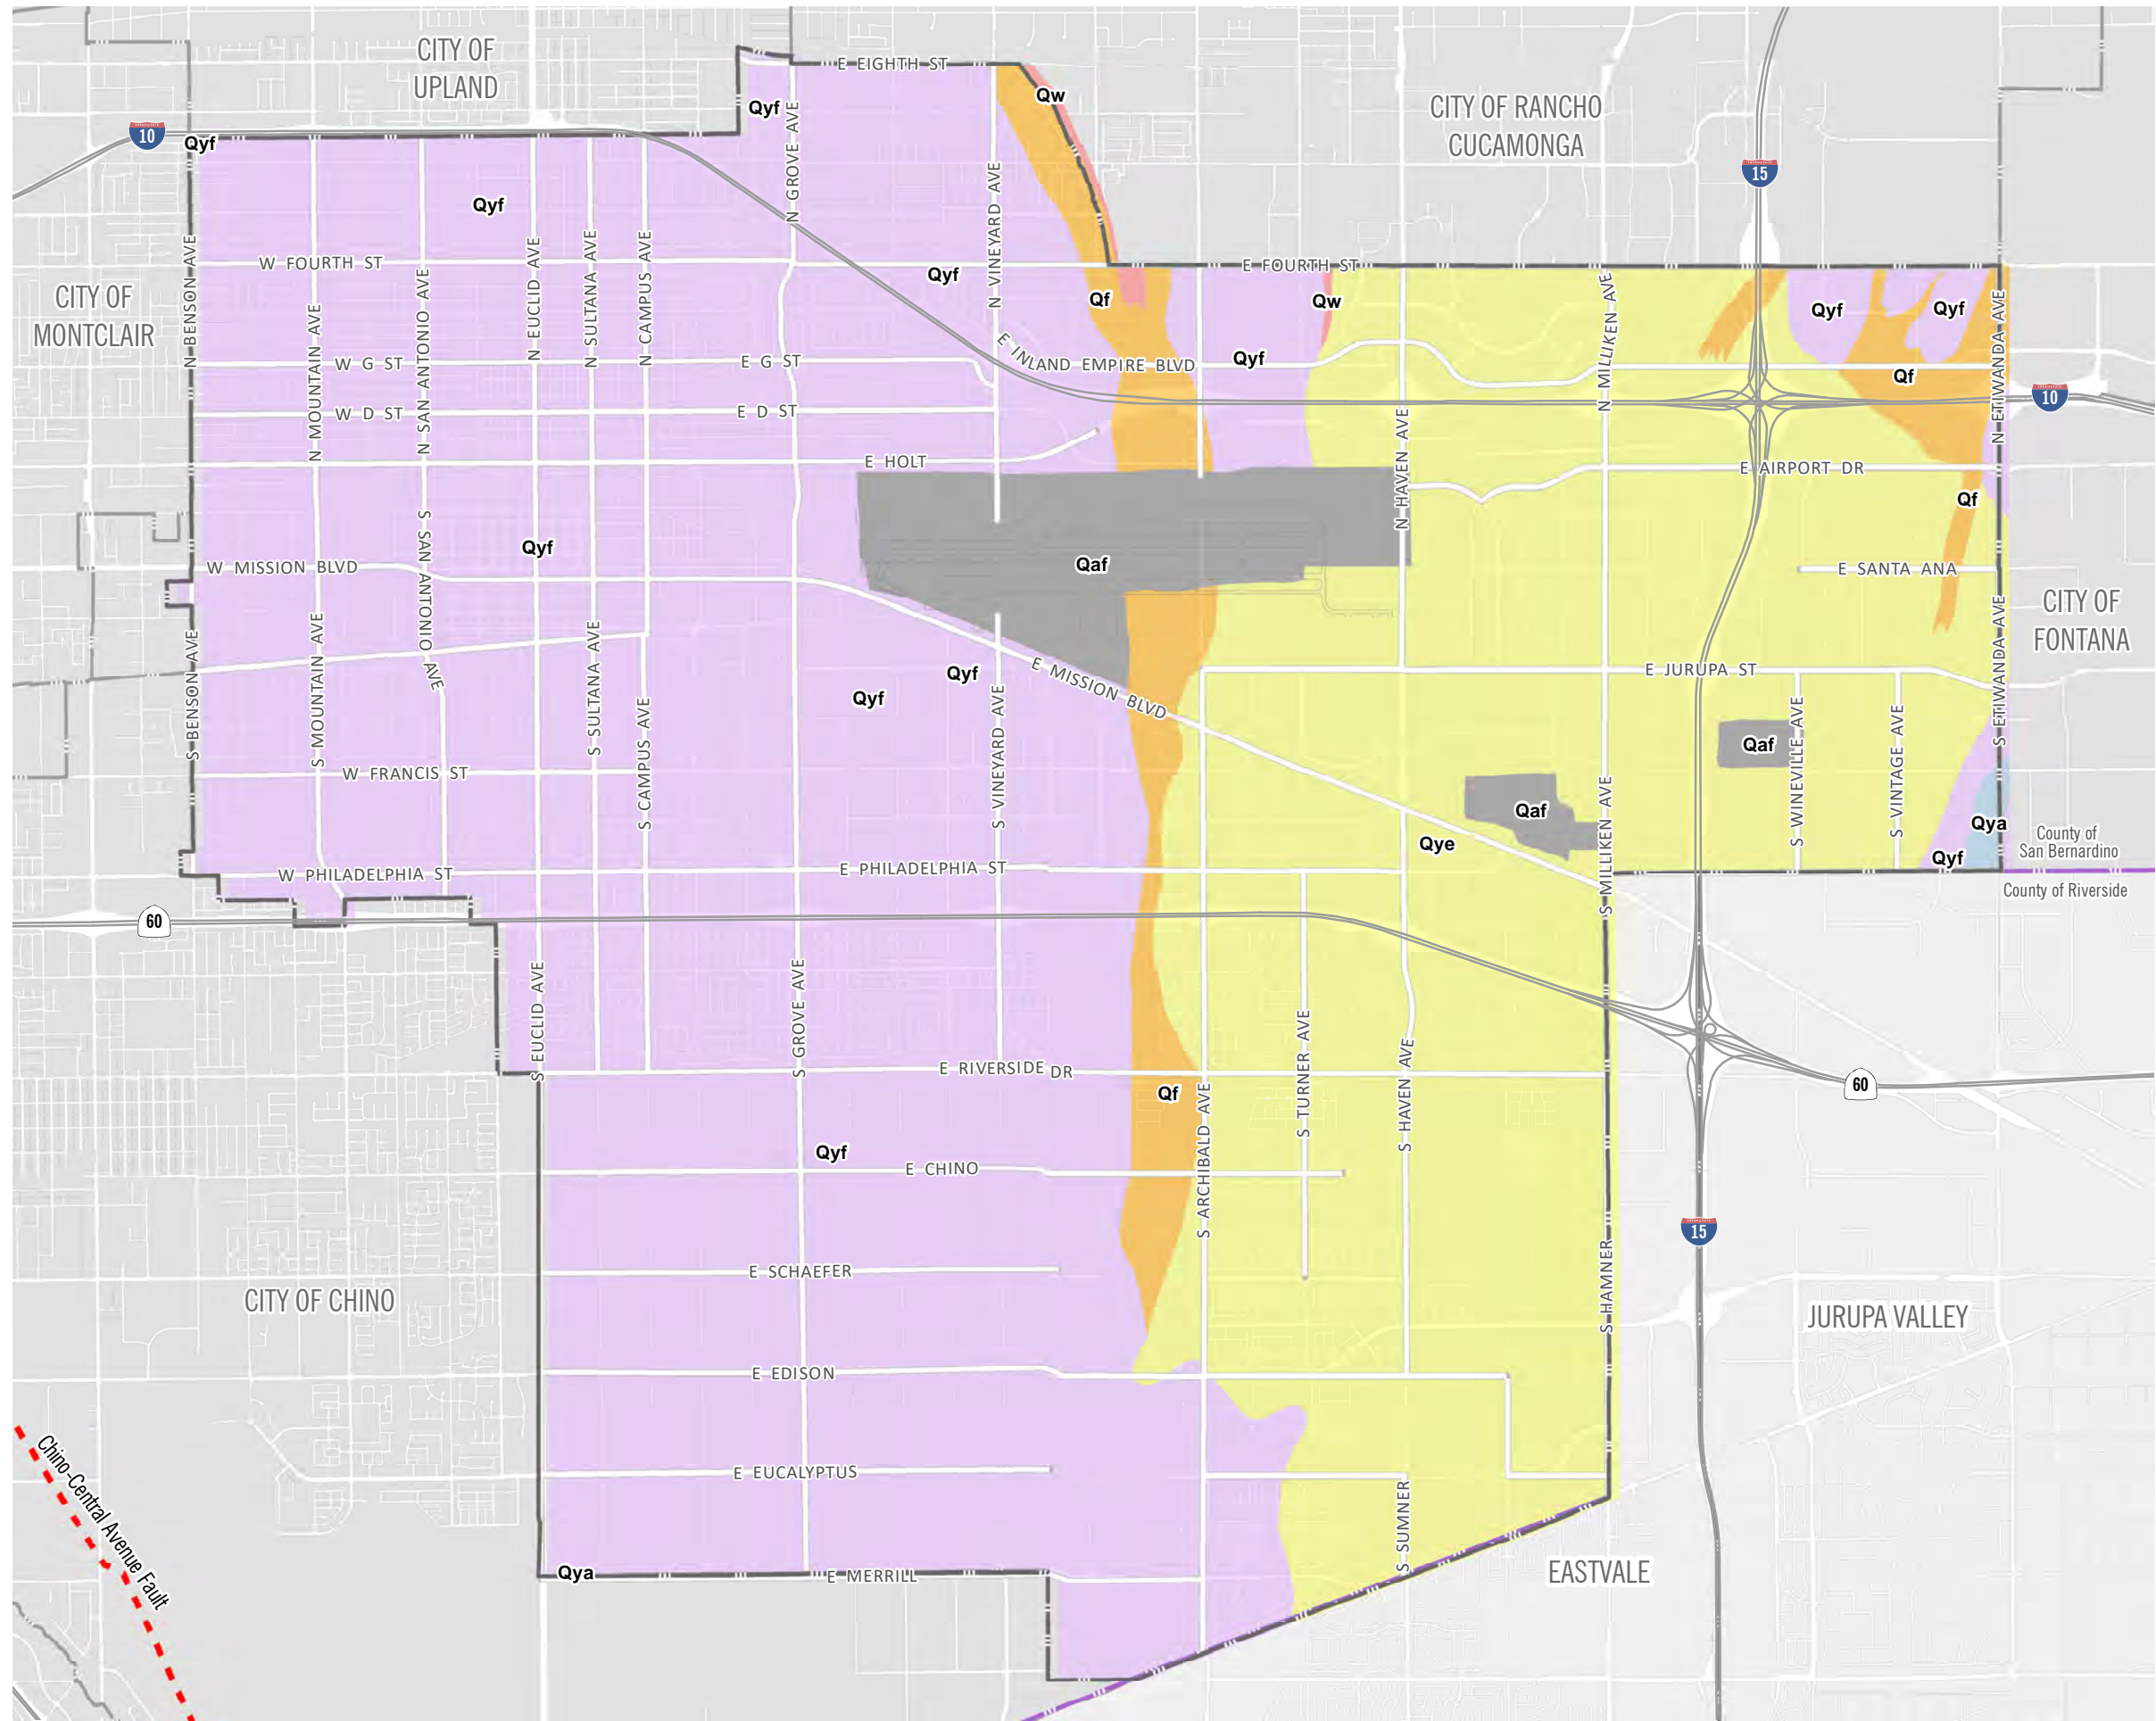 CITY OF
UPLAND
E EIGHTH ST
Qw
CITY OF RANCHO
CUCAMONGA
Qyf
N GROVE AVE
10
Qyf
15
Qyf
N VINEYARD AVE
N BENSON AVE
W FOURTH ST
N EUCLID AVE
N SULTANA AVE
N CAMPUS AVE
Qyf
E FOURTH ST
CITY OF
MONTCLAIR
N MOUNTAIN AVE
N SAN ANTONIO AVE
Qf
Qw
N MILLIKEN AVE
Qyf
Qyf
N ETIWANDA AVE
W G ST
E G ST
E INLAND EMPIRE BLVD
Qyf
Qf
10
W D ST
E D ST
E HOLT
N HAVEN AVE
E AIRPORT DR
Qf
Qyf
Qaf
W MISSION BLVD
S SAN ANTONIO AVE
E SANTA ANA
CITY OF
FONTANA
S BENSON AVE
S MOUNTAIN AVE
S SULTANA AVE
S CAMPUS AVE
Qyf
Qyf
E MISSION BLVD
S VINEYARD AVE
E JURUPA ST
S ETIWANDA AVE
Qaf
S WINEVILLE AVE
S VINTAGE AVE
W FRANCIS ST
Qaf
Qye
S MILLIKEN AVE
Qya
Qyf
County of
San Bernardino
County of Riverside
W PHILADELPHIA ST
E PHILADELPHIA ST
60
S EUCLID AVE
S GROVE AVE
E RIVERSIDE DR
Qf
S ARCHIBALD AVE
S TURNER AVE
S HAVEN AVE
60
Qyf
E CHINO
15
E SCHAEFER
S HAMNER
CITY OF CHINO
JURUPA VALLEY
E EDISON
E EUCALYPTUS
S SUMNER
Chino-Central Avenue Fault
Qya
E MERRILL
EASTVALE